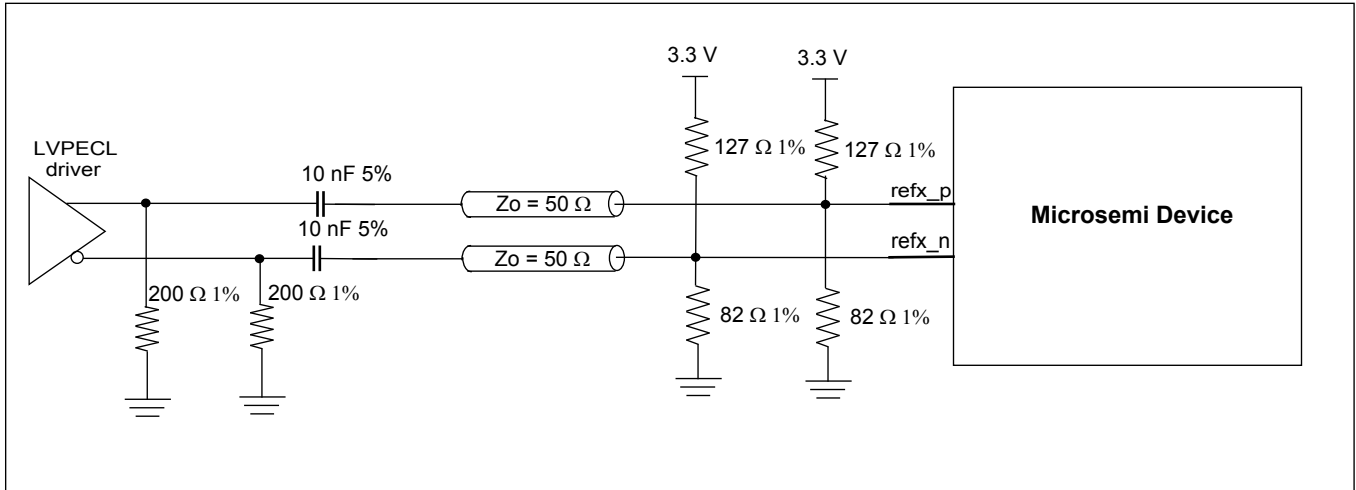 3.3 V
3.3 V
LVPECL
driver
127 Ω 1%
127 Ω 1%
10 nF 5%
Zo = 50 Ω
refx_p
Microsemi Device
10 nF 5%
Zo = 50 Ω
refx_n
200 Ω 1%
200 Ω 1%
82 Ω 1%
82 Ω 1%